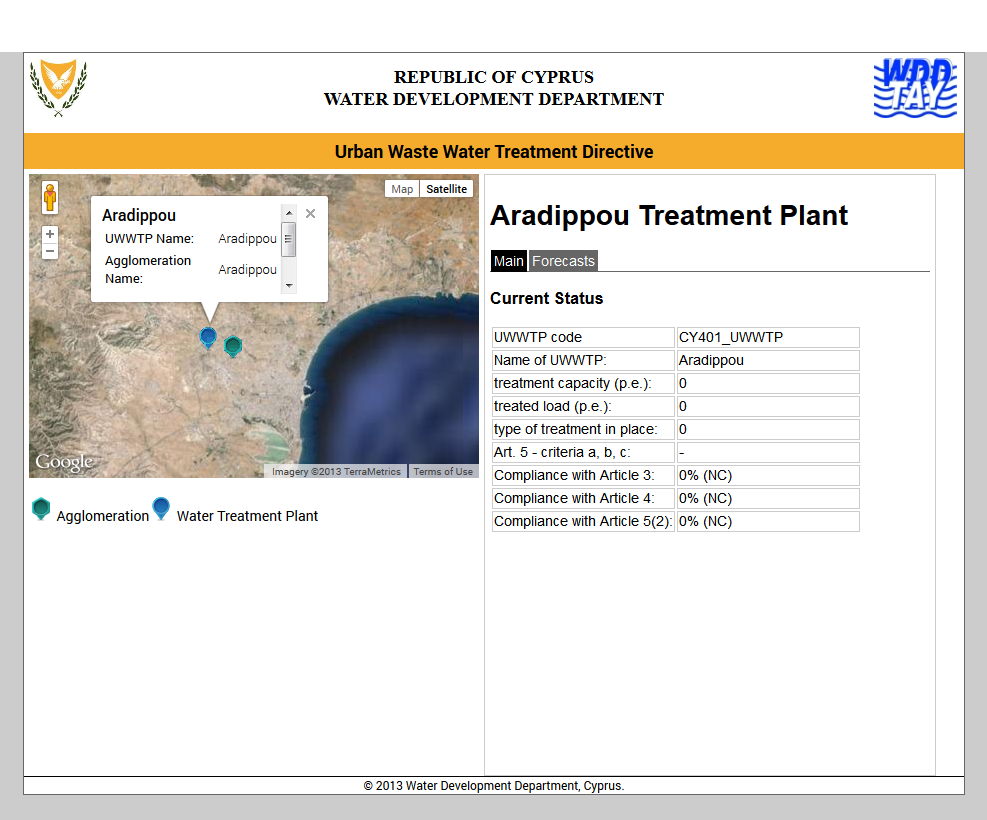 REPUBLIC OF CYPRUS
WATER DEVELOPMENT DEPARTMENT
WDD
TAY
Urban Waste Water Treatment Directive
Map Satellite
Aradippou
UWWTP Name: Aradippou
Agglomeration
Name: Aradippou
Google
Imagery ©2013 TerraMetrics Terms of Use
Agglomeration Water Treatment Plant
Aradippou Treatment Plant
Main Forecasts
Current Status
UWWTP code CY401_UWWTP
Name of UWWTP: Aradippou
treatment capacity (p.e.): 0
treated load (p.e.): 0
type of treatment in place: 0
Art. 5 - criteria a, b, c: -
Compliance with Article 3: 0% (NC)
Compliance with Article 4: 0% (NC)
Compliance with Article 5(2): 0% (NC)
© 2013 Water Development Department, Cyprus.